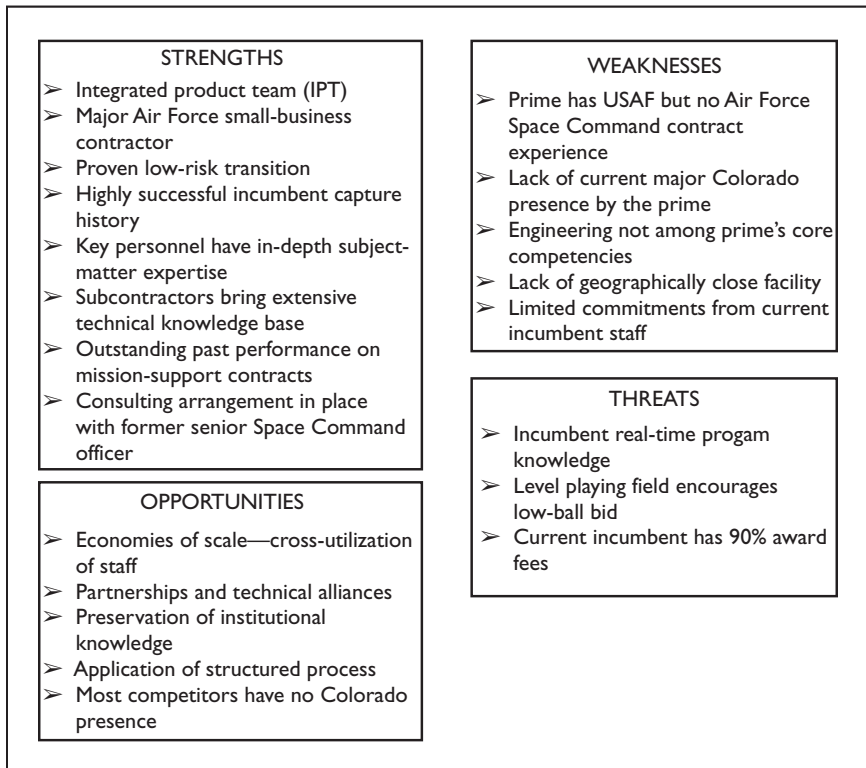 STRENGTHS
➢ Integrated product team (IPT)
➢ Major Air Force small-business
contractor
➢ Proven low-risk transition
➢ Highly successful incumbent capture
history
➢ Key personnel have in-depth subject-
matter expertise
➢ Subcontractors bring extensive
technical knowledge base
➢ Outstanding past performance on
mission-support contracts
➢ Consulting arrangement in place
with former senior Space Command
officer
WEAKNESSES
➢ Prime has USAF but no Air Force
Space Command contract
experience
➢ Lack of current major Colorado
presence by the prime
➢ Engineering not among prime's core
competencies
➢ Lack of geographically close facility
➢ Limited commitments from current
incumbent staff
OPPORTUNITIES
➢ Economies of scale—cross-utilization
of staff
➢ Partnerships and technical alliances
➢ Preservation of institutional
knowledge
➢ Application of structured process
➢ Most competitors have no Colorado
presence
THREATS
➢ Incumbent real-time progam
knowledge
➢ Level playing field encourages
low-ball bid
➢ Current incumbent has 90% award
fees